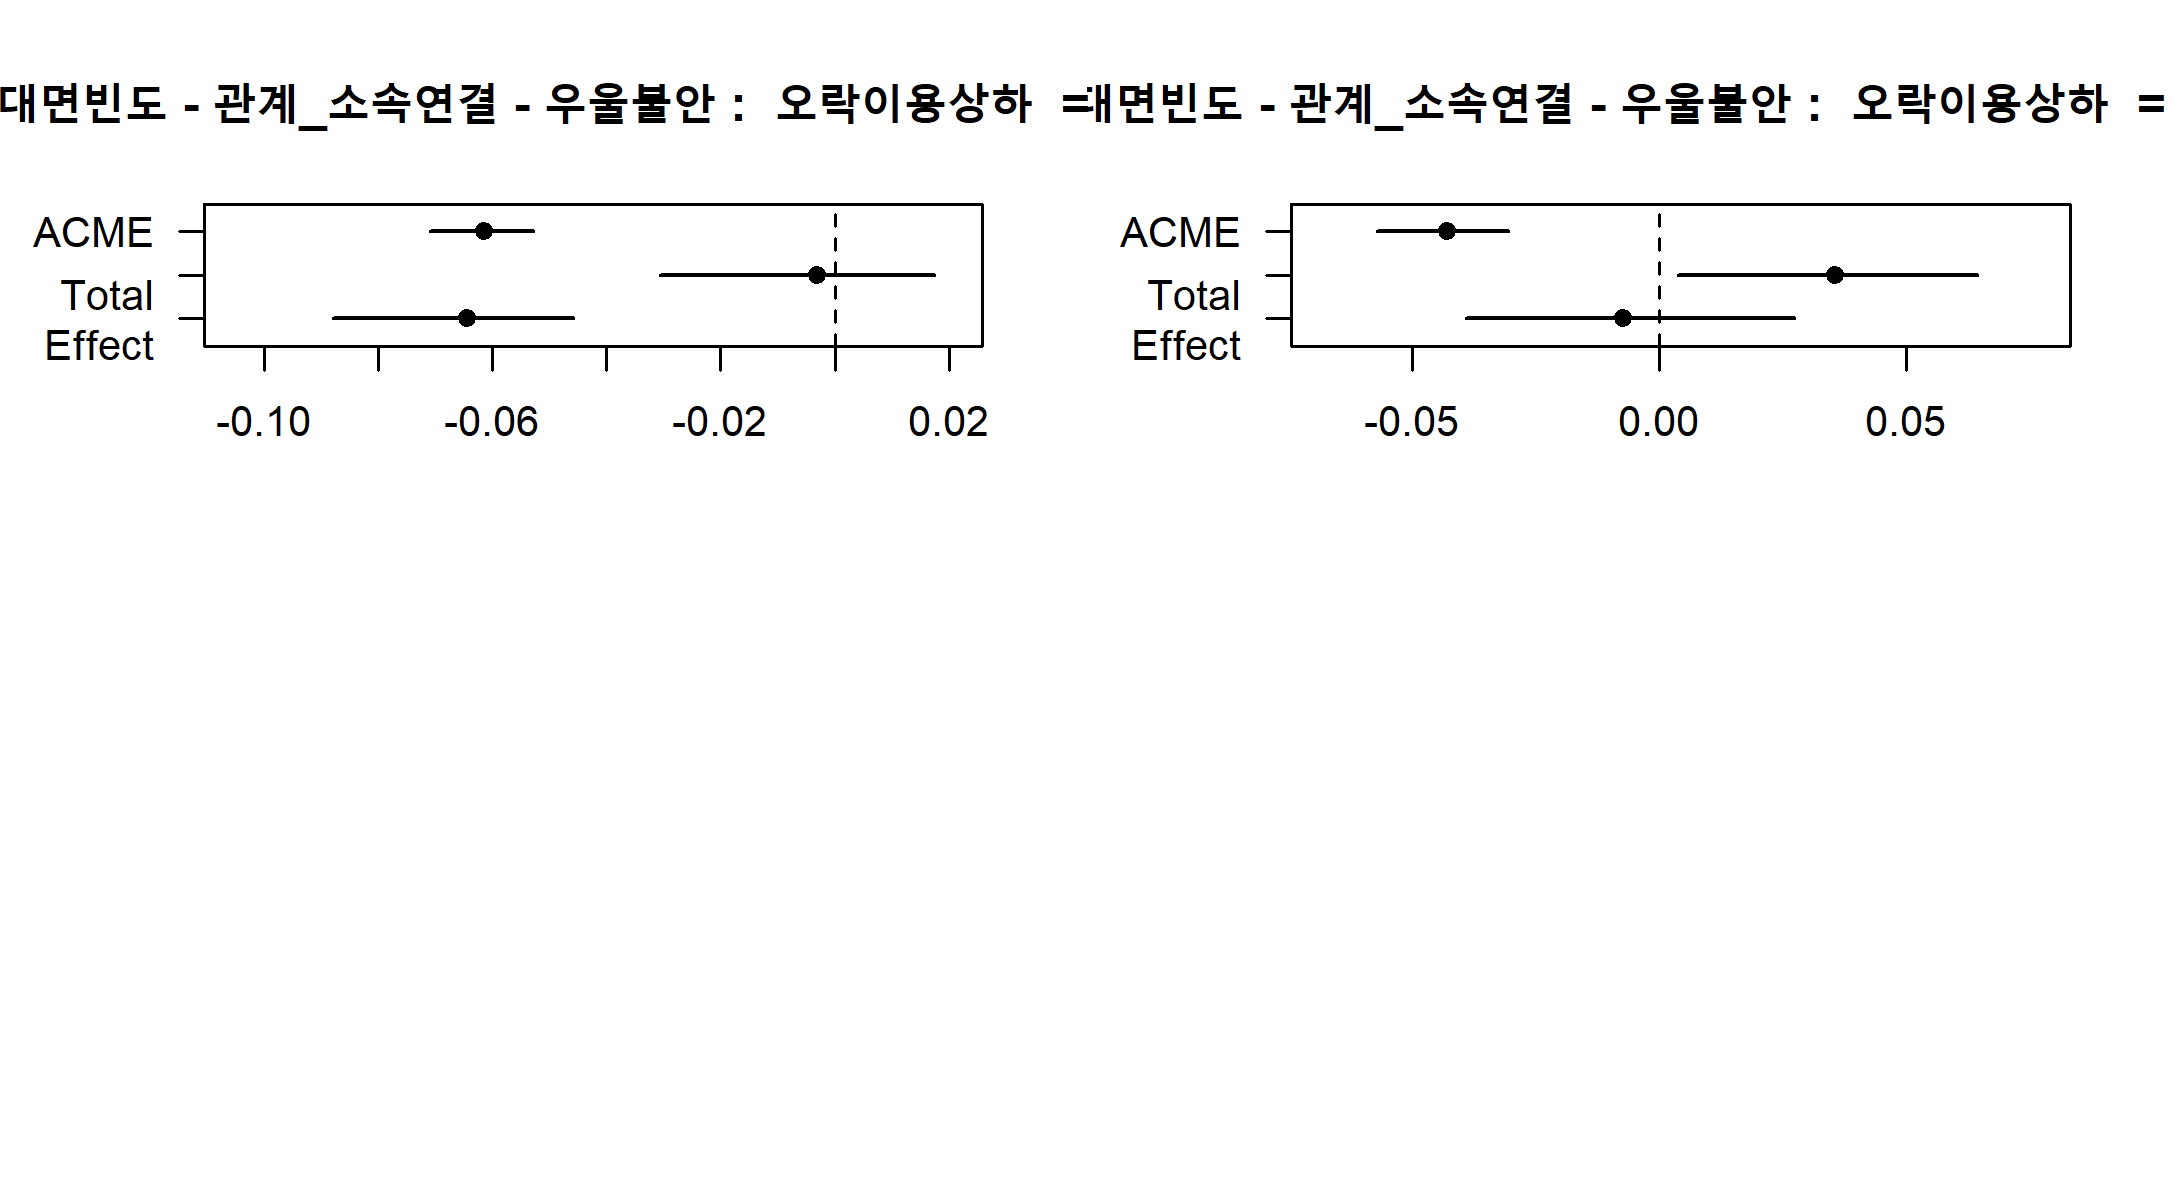 대면빈도 - 관계_소속연결 - 우울불안 :  오락이용상하  =
대면빈도 - 관계_소속연결 - 우울불안 :  오락이용상하  =
ACME
Total
Effect
-0.10
-0.06
-0.02
0.02
ACME
Total
Effect
-0.05
0.00
0.05